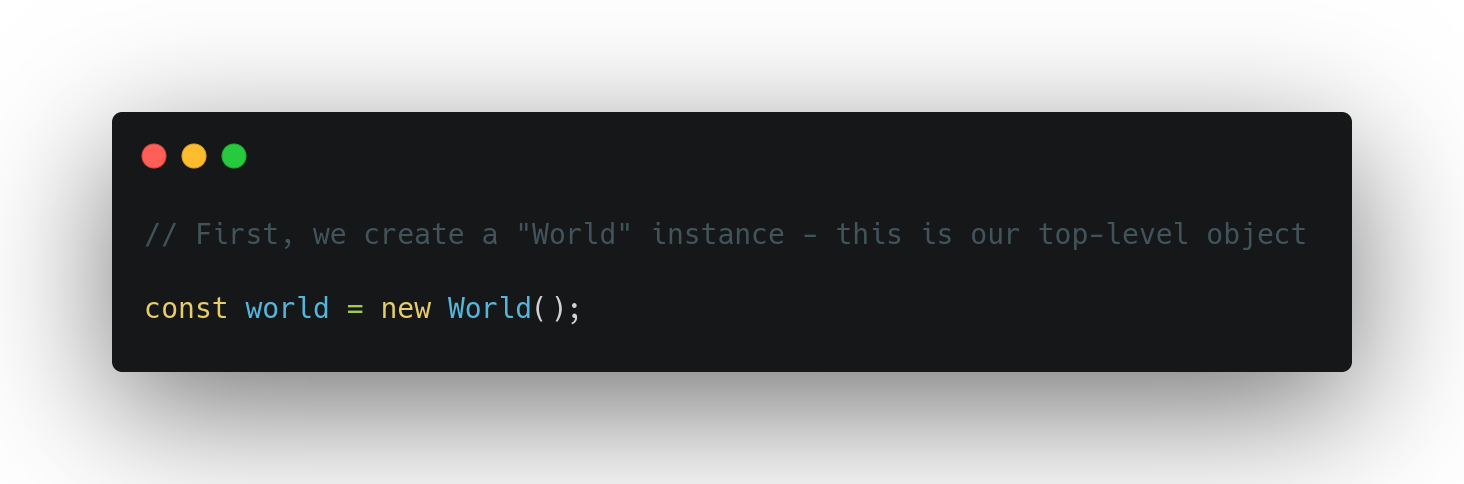 // First, we create a "World" instance - this is our top-level object
const world = new World();